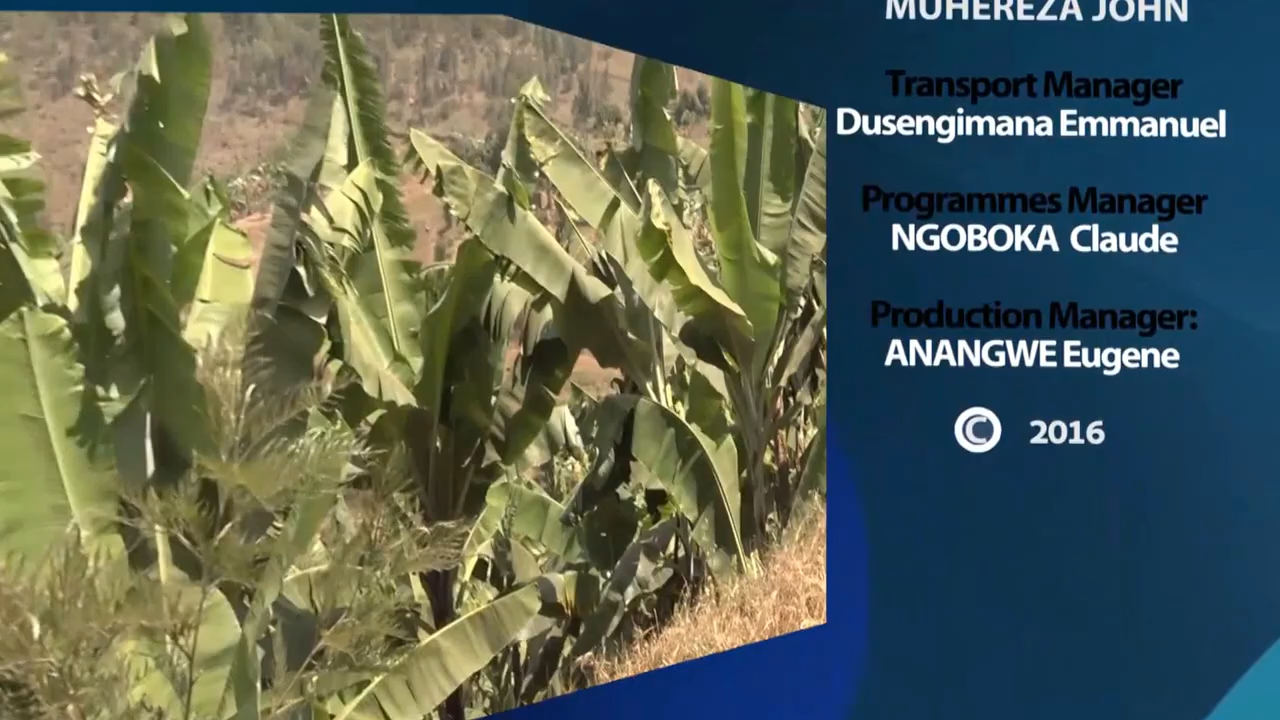 MUHEREZA JOHN
Transport Manager
Dusengimana Emmanuel
Programmes Manager
NGOBOKA Claude
Production Manager:
ANANGWE Eugene
© 2016